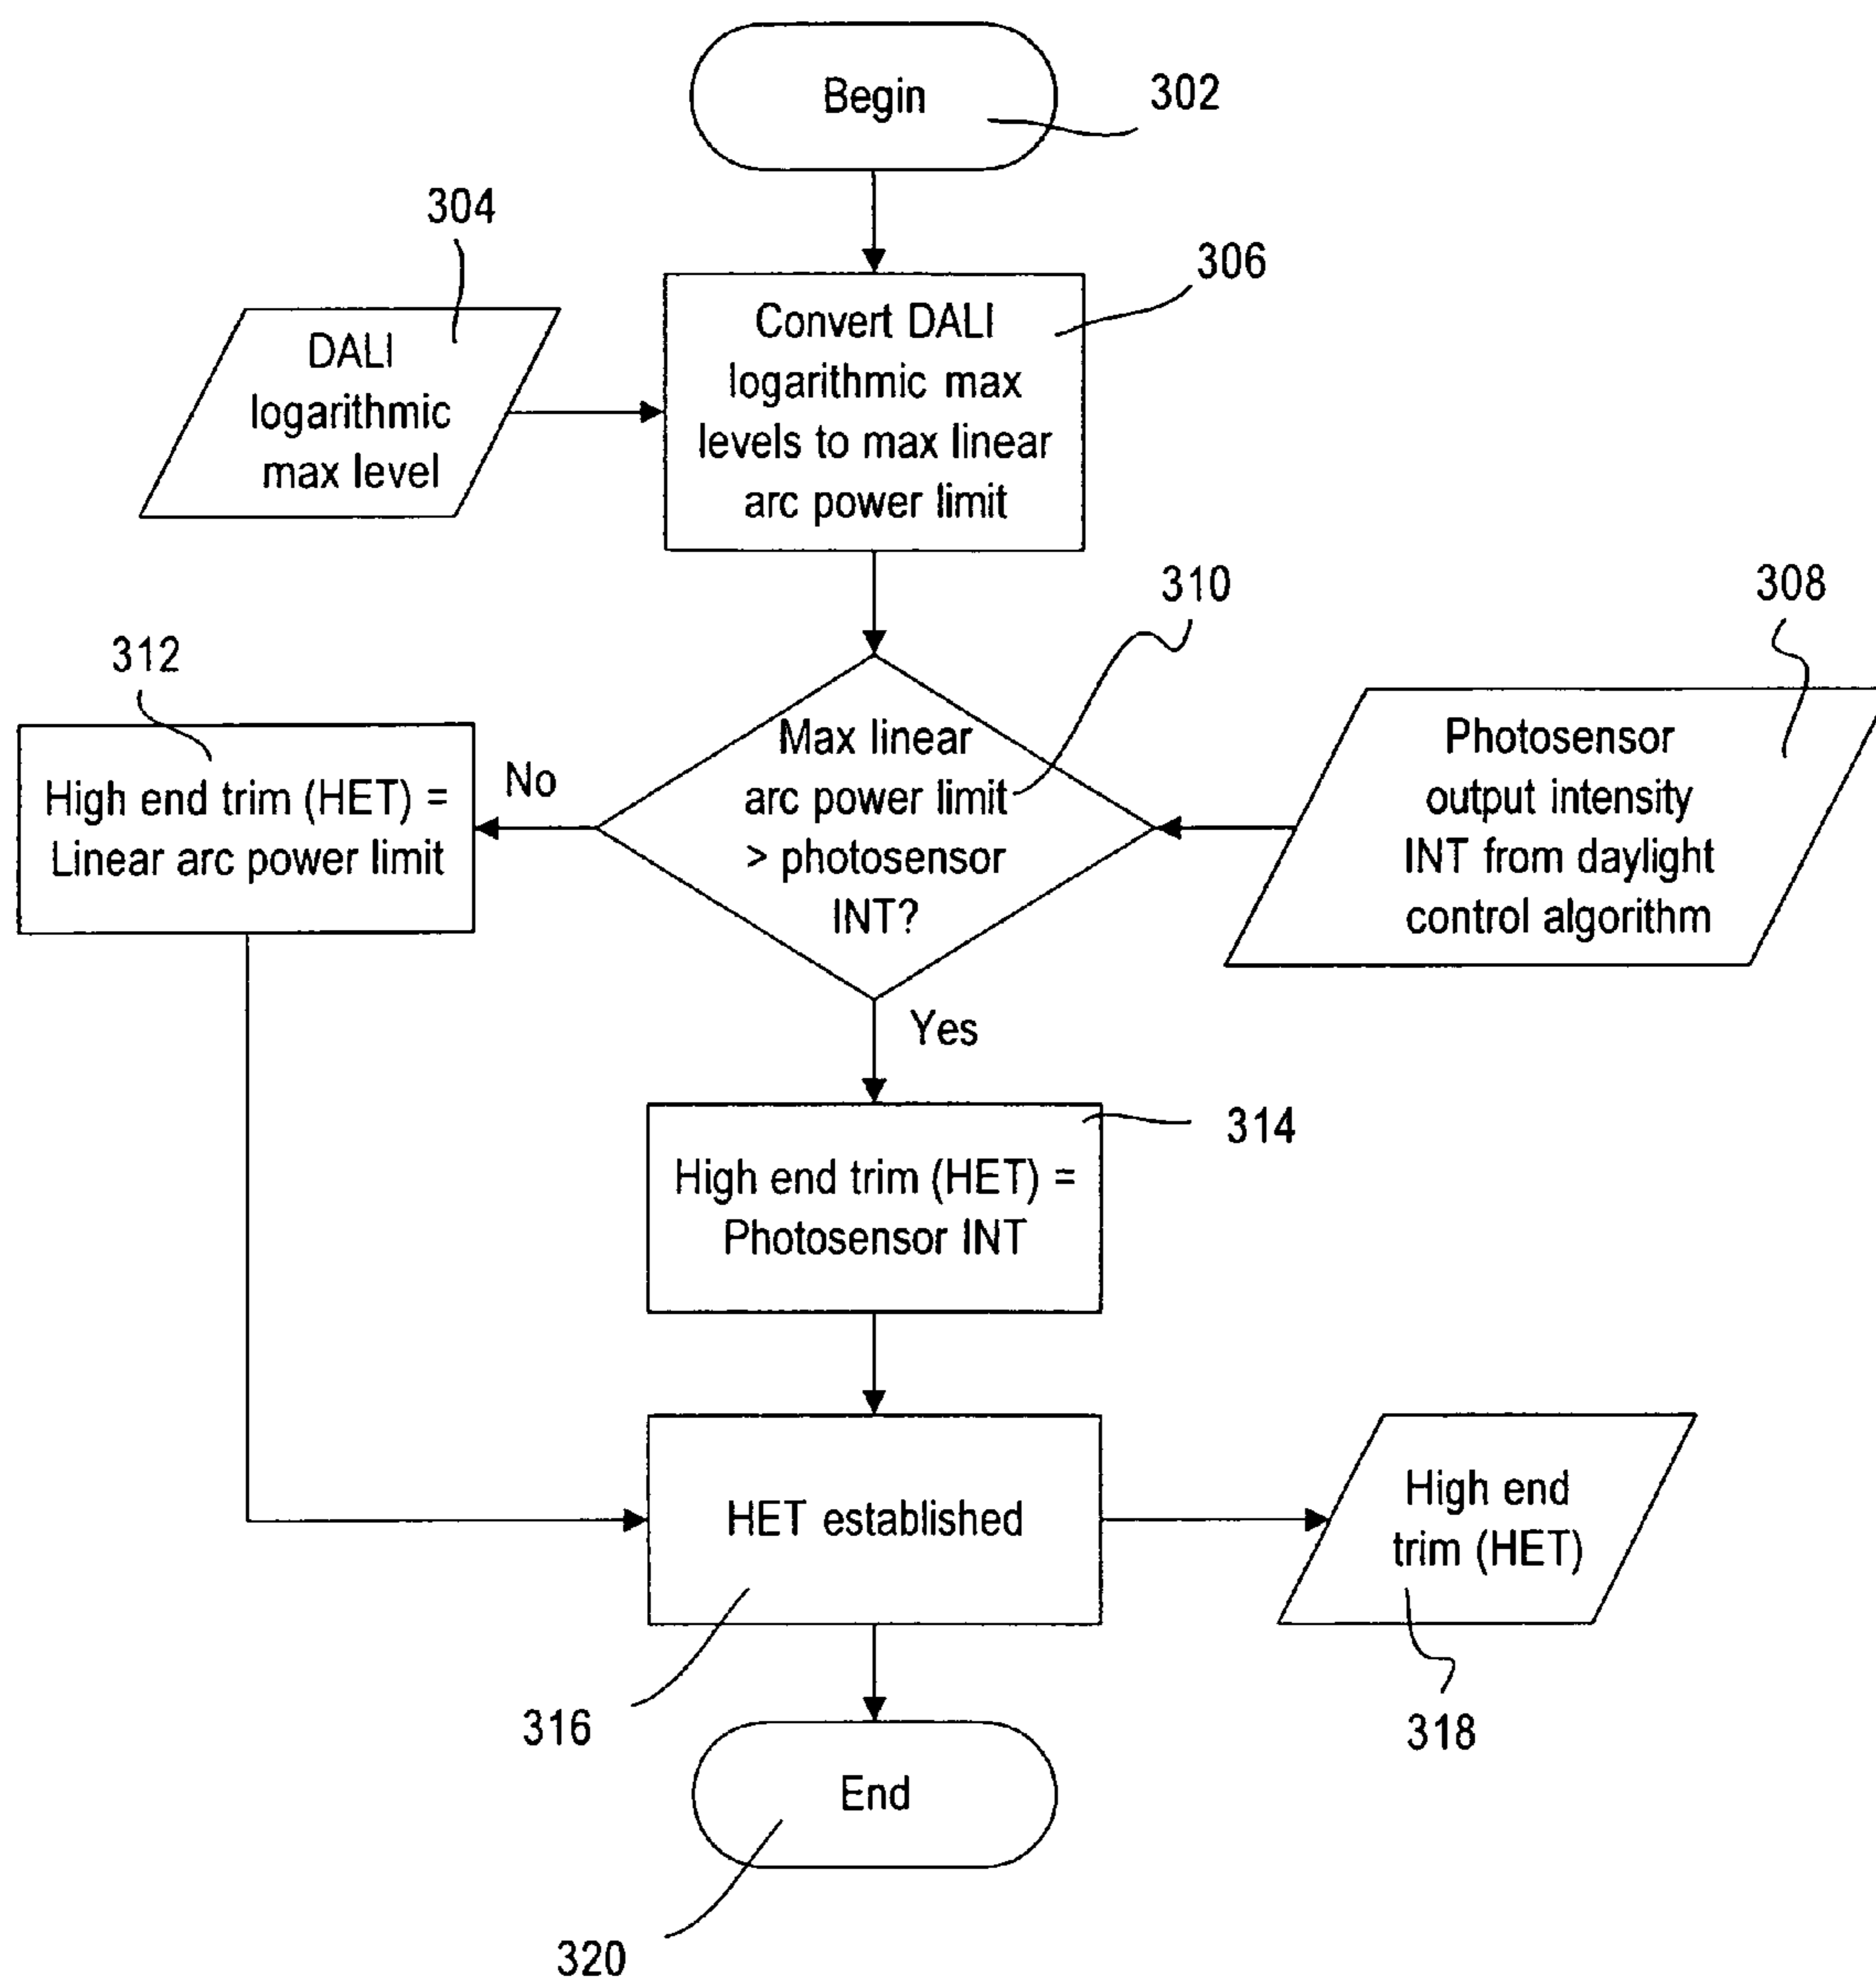 Begin
302
304
DALI
logarithmic
max level
306
Convert DALI
logarithmic max
levels to max linear
arc power limit
310
308
312
High end trim (HET) =
Linear arc power limit
No
Max linear
arc power limit
> photosensor
INT?
Photosensor
output intensity
INT from daylight
control algorithm
Yes
314
High end trim (HET) =
Photosensor INT
HET established
High end
trim (HET)
316
318
End
320